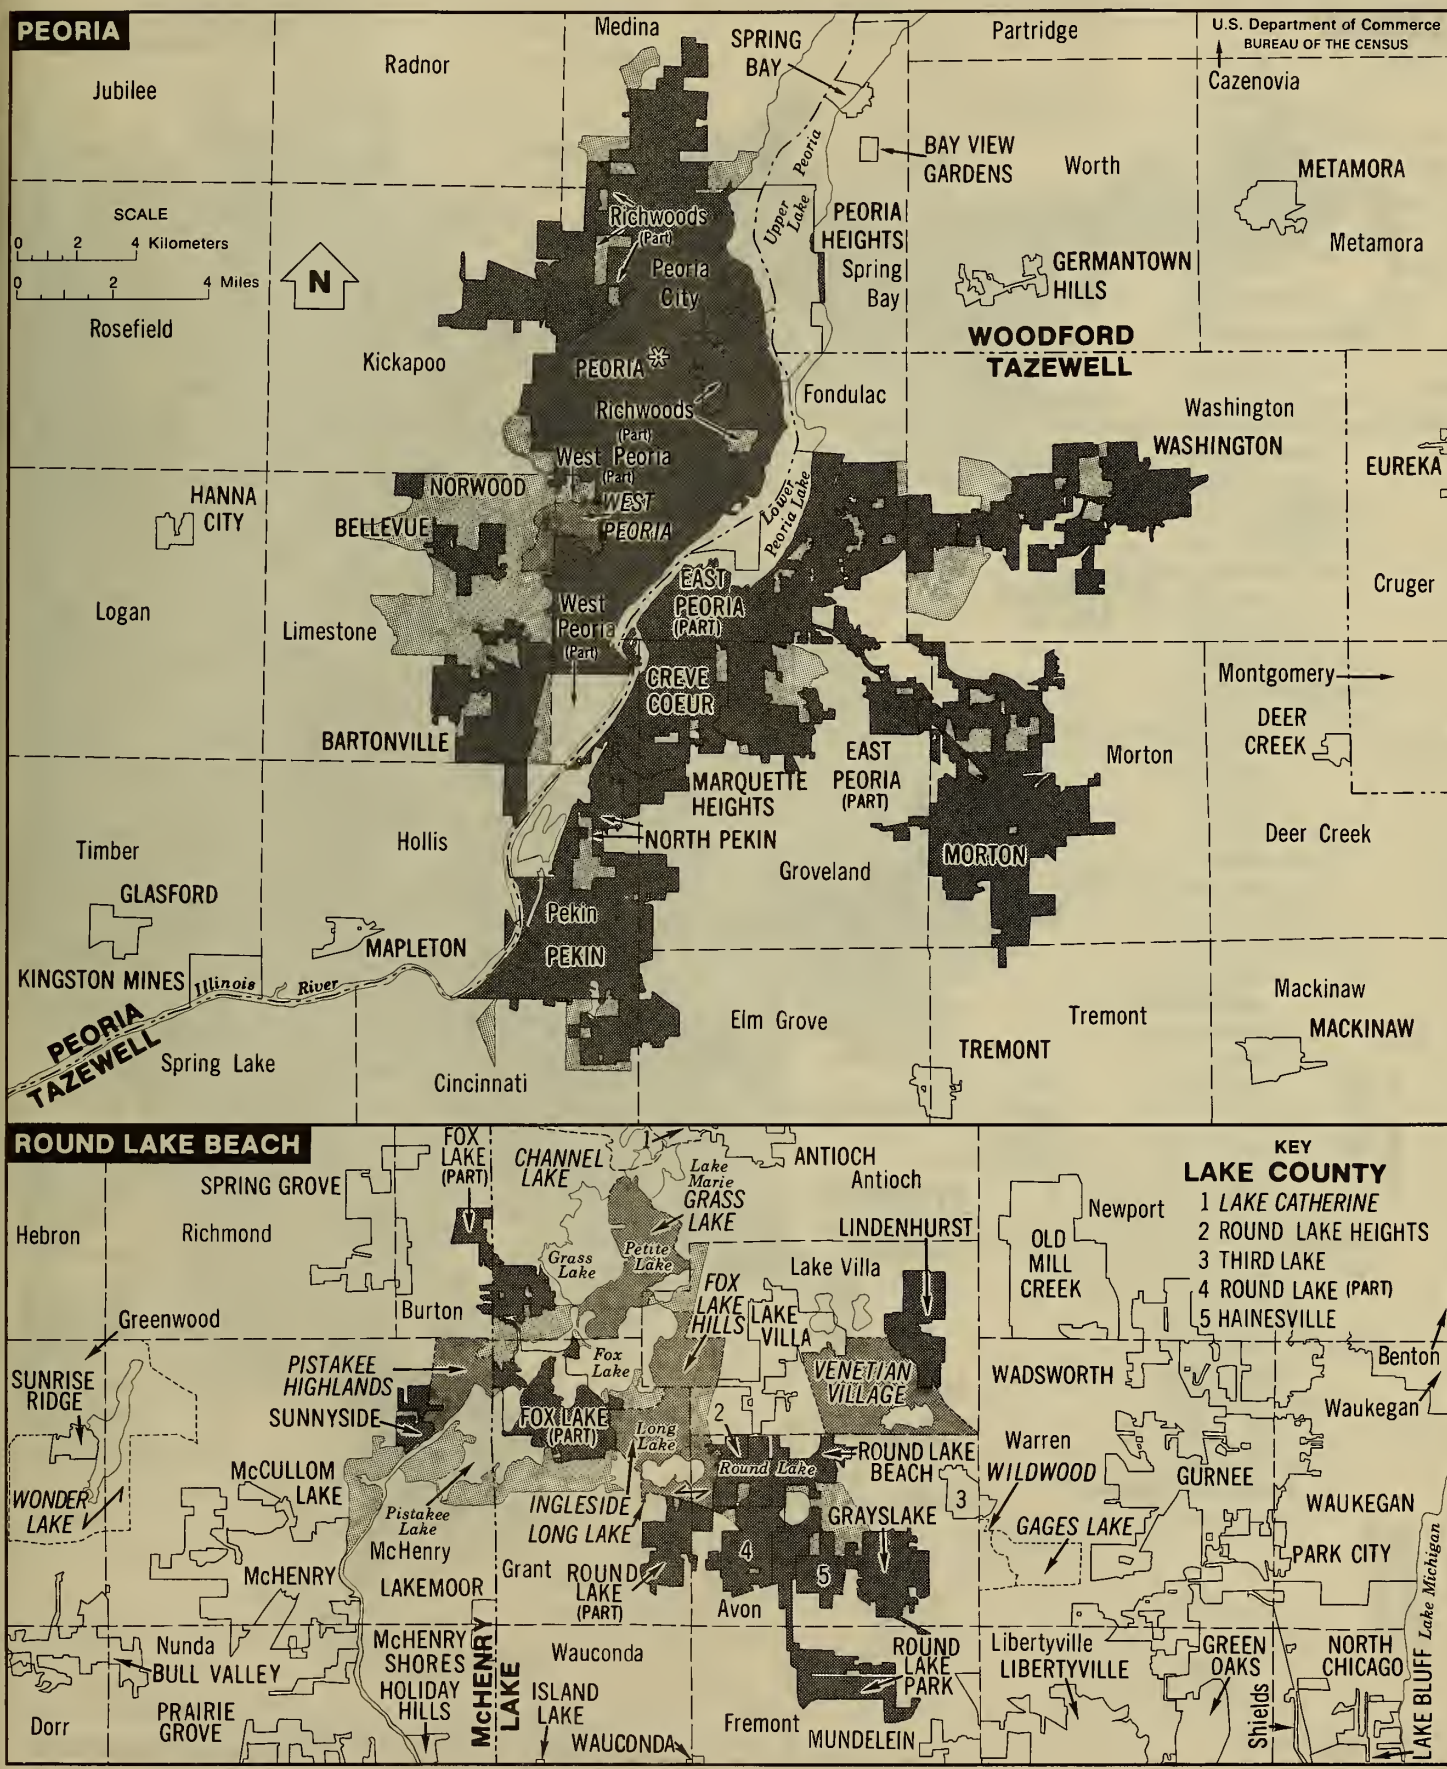 PEORIA
U.S. Department of Commerce
BUREAU OF THE CENSUS
Medina
SPRING
BAY
Partridge
Cazenovia
Radnor
Jubilee
Upper
Lake
Peoria
BAY VIEW
GARDENS
Worth
METAMORA
Metamora
SCALE
0 2 4 Kilometers
0 2 4 Miles
N
Richwoods
(Part)
PEORIA
HEIGHTS
Spring
Bay
GERMANTOWN
HILLS
Peoria
City
Rosefield
Kickapoo
WOODFORD
TAZEWELL
PEORIA
Richwoods
(Part)
Fondulac
Washington
WASHINGTON
EUREKA
West Peoria
(Part)
WEST
PEORIA
HANNA
CITY
NORWOOD
BELLEVUE
Lower
Peoria Lake
EAST
PEORIA
(PART)
Cruger
Logan
Limestone
West
Peoria
(Part)
CREVE
COEUR
Montgomery
DEER
CREEK
BARTONVILLE
EAST
PEORIA
(PART)
Morton
MARQUETTE
HEIGHTS
NORTH PEKIN
Timber
Hollis
Groveland
MORTON
Deer Creek
GLASFORD
Pekin
PEKIN
MAPLETON
KINGSTON MINES
Illinois River
PEORIA
TAZEWELL
Spring Lake
Cincinnati
Elm Grove
Tremont
TREMONT
Mackinaw
MACKINAW
ROUND LAKE BEACH
FOX
LAKE
(PART)
CHANNEL
LAKE
1
Lake
Marie
GRASS
LAKE
ANTIOCH
Antioch
KEY
LAKE COUNTY
1 LAKE CATHERINE
2 ROUND LAKE HEIGHTS
3 THIRD LAKE
4 ROUND LAKE (PART)
5 HAINESVILLE
SPRING GROVE
Hebron
Richmond
Newport
LINDENHURST
OLD
MILL
CREEK
Grass
Lake
Petite
Lake
FOX
LAKE
HILLS
Lake Villa
LAKE
VILLA
Burton
Greenwood
Fox
Lake
PISTAKEE
HIGHLANDS
SUNNYSIDE
SUNRISE
RIDGE
VENETIAN
VILLAGE
WADSWORTH
Benton
Waukegan
FOX LAKE
(PART)
Long
Lake
2
Round Lake
ROUND LAKE
BEACH
Warren
WILDWOOD
GURNEE
McCULLOM
LAKE
WONDER
LAKE
Pistakee
Lake
INGLESIDE
LONG LAKE
3
GRAYSLAKE
GAGES LAKE
WAUKEGAN
McHenry
McHENRY
LAKEMOOR
Grant
ROUND
LAKE
(PART)
4
5
Avon
PARK CITY
Lake Michigan
Nunda
BULL VALLEY
McHENRY
SHORES
HOLIDAY
HILLS
McHENRY
LAKE
Wauconda
ISLAND
LAKE
WAUCONDA
ROUND
LAKE
PARK
Libertyville
LIBERTYVILLE
GREEN
OAKS
NORTH
CHICAGO
Dorr
PRAIRIE
GROVE
Fremont
MUNDELEIN
Shields
LAKE BLUFF